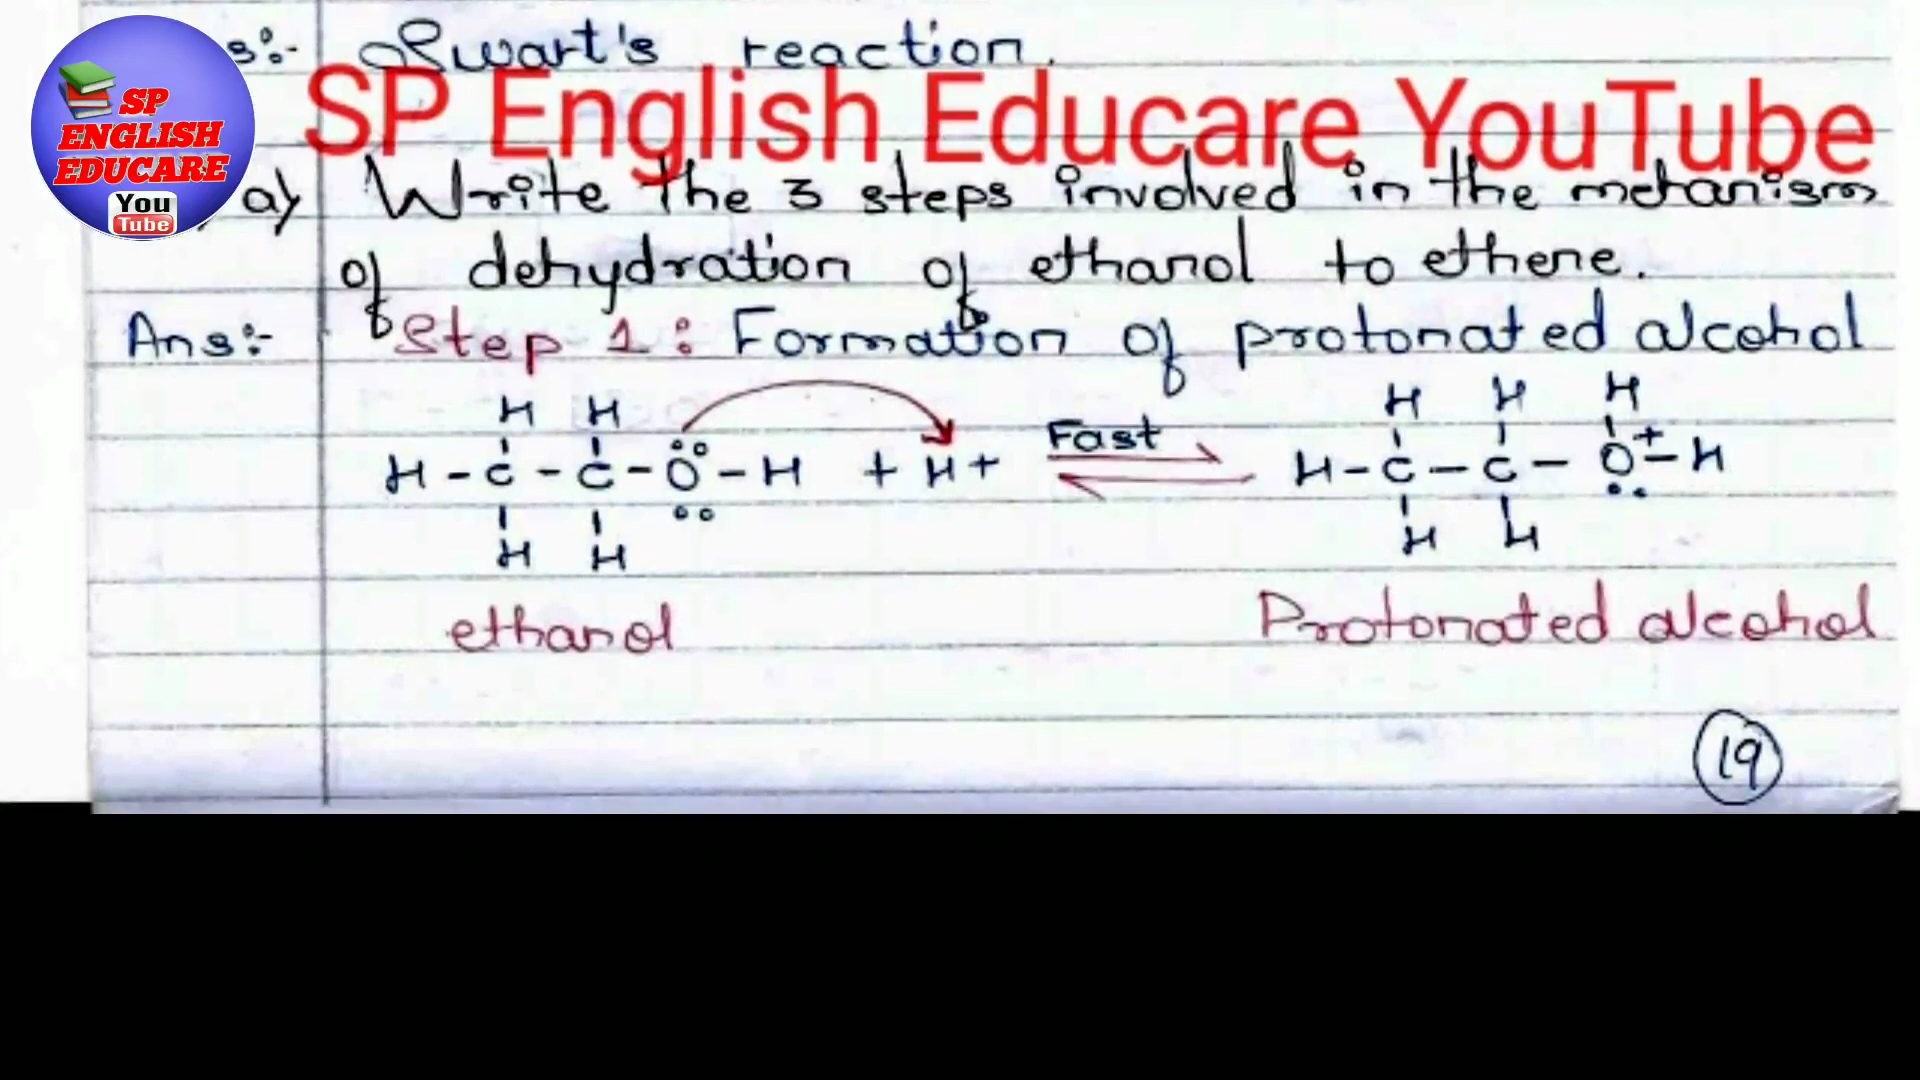 s:- Swart's reaction.
SP English Educare YouTube
SP
ENGLISH
EDUCARE
You
Tube
a) Write the 3 steps involved in the mechanism
of dehydration of ethanol to ethene.
Ans:- Step 1: Formation of protonated alcohol
H H H H H
H - C - C - O - H + H+ Fast H - C - C - O+ - H
H H H H
ethanol Protonated alcohol
19